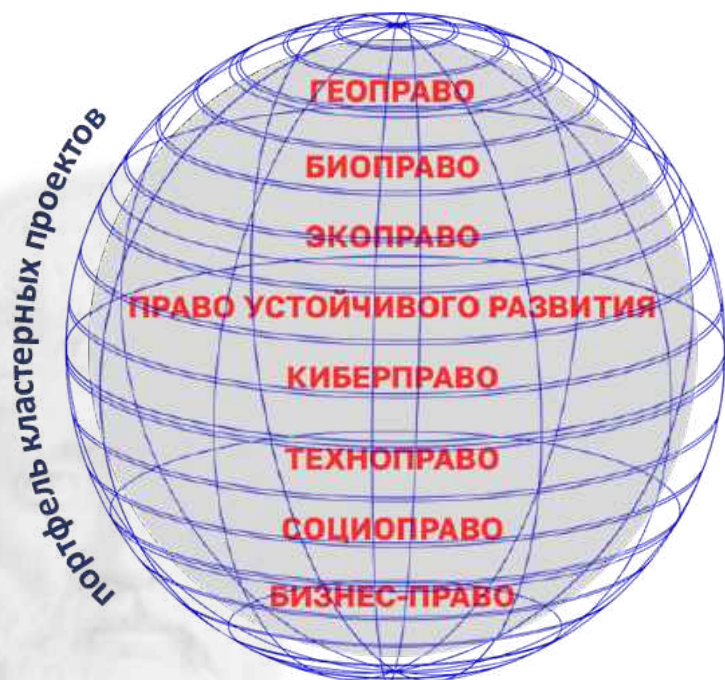 портфель кластерных проектов
ГЕОПРАВО
БИОПРАВО
ЭКОПРАВО
ПРАВО УСТОЙЧИВОГО РАЗВИТИЯ
КИБЕРПРАВО
ТЕХНОПРАВО
СОЦИОПРАВО
БИЗНЕС-ПРАВО